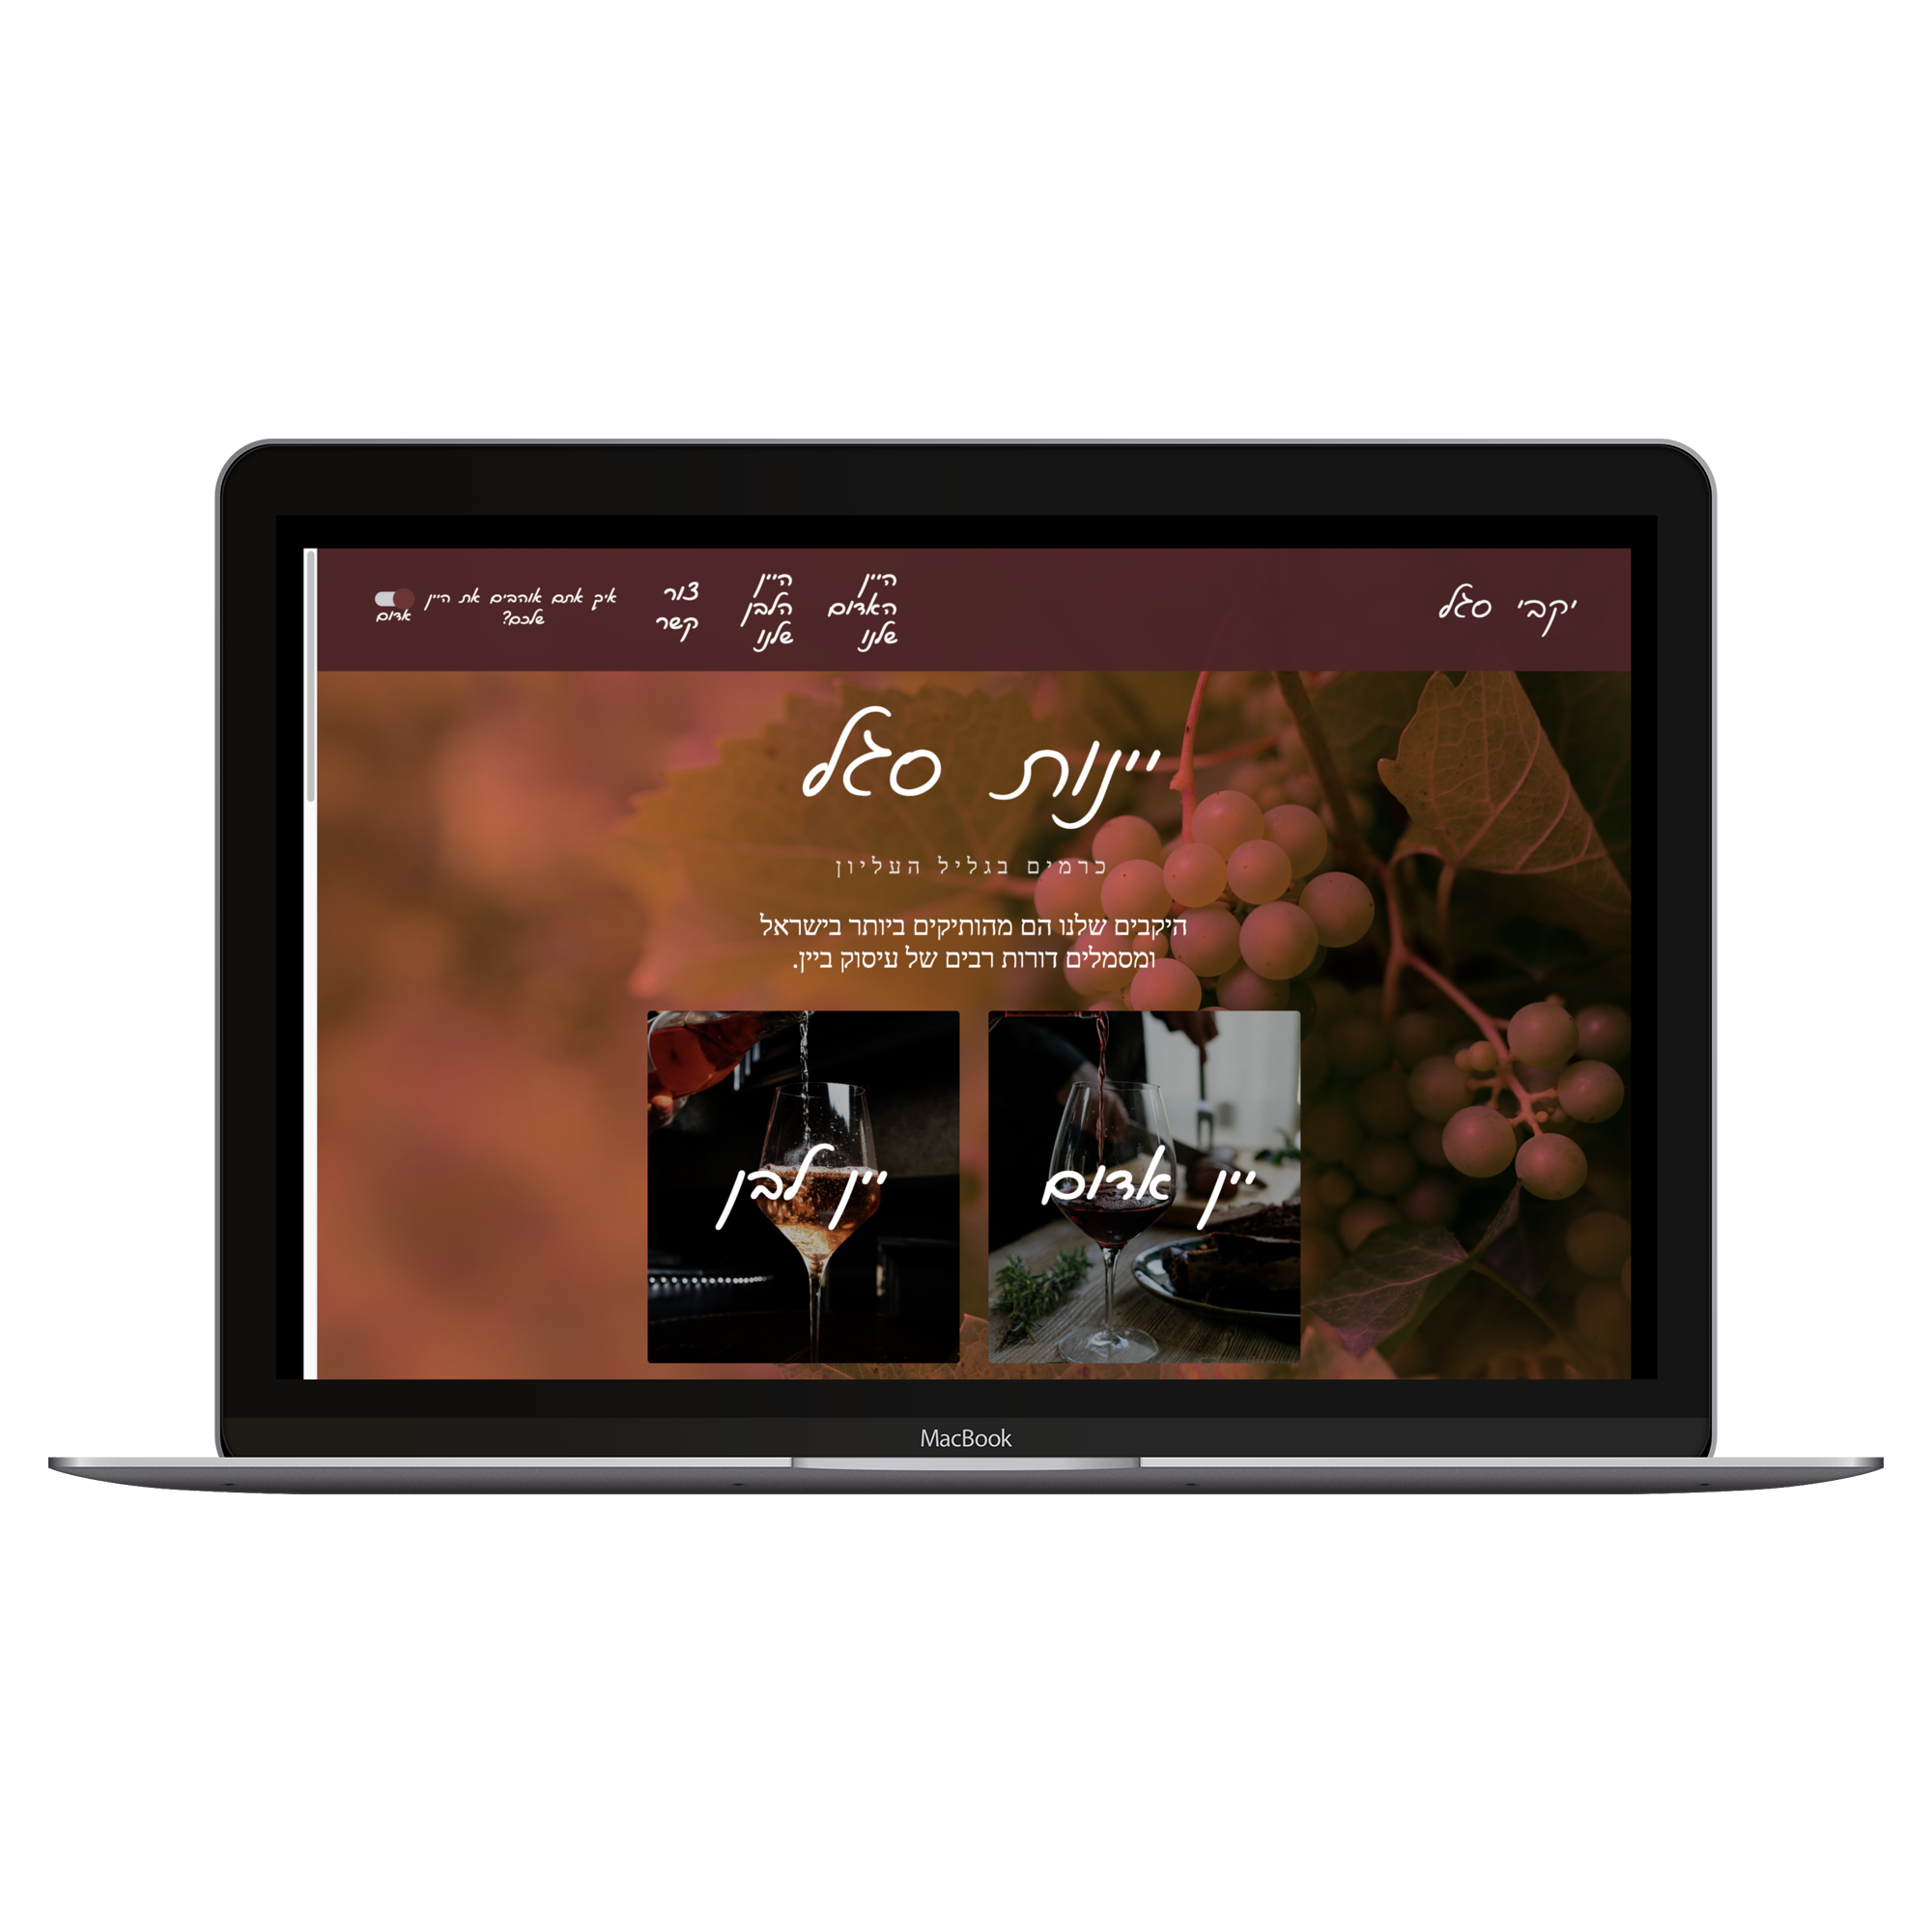 יקבי סגל
היין
האדום
שלנו
היין
הלבן
שלנו
צור
קשר
איך אתם אוהבים את היין
שלכם?
אדום
יינות סגל
כרמים בגליל העליון
היקבים שלנו הם מהותיקים ביותר בישראל
ומסמלים דורות רבים של עיסוק ביין.
יין אדום
יין לבן
MacBook